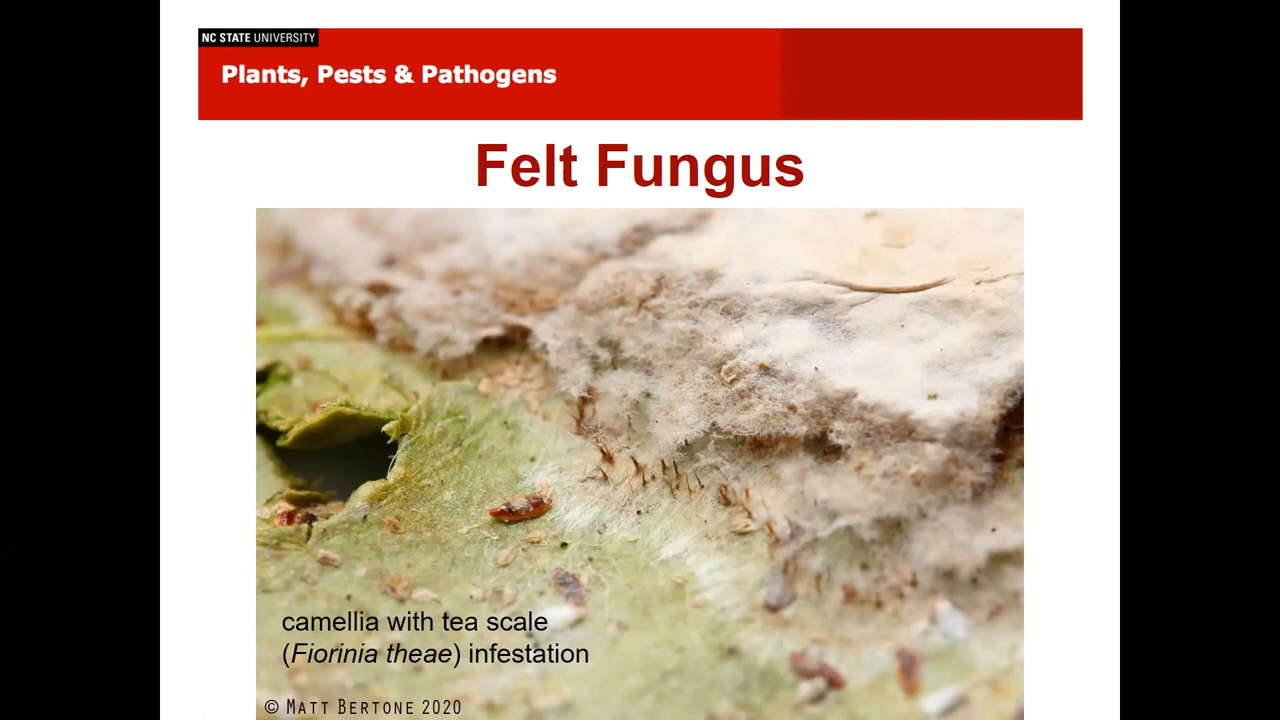 NC STATE UNIVERSITY
Plants, Pests & Pathogens
Felt Fungus
camellia with tea scale
(Fiorinia theae) infestation
© MATT BERTONE 2020